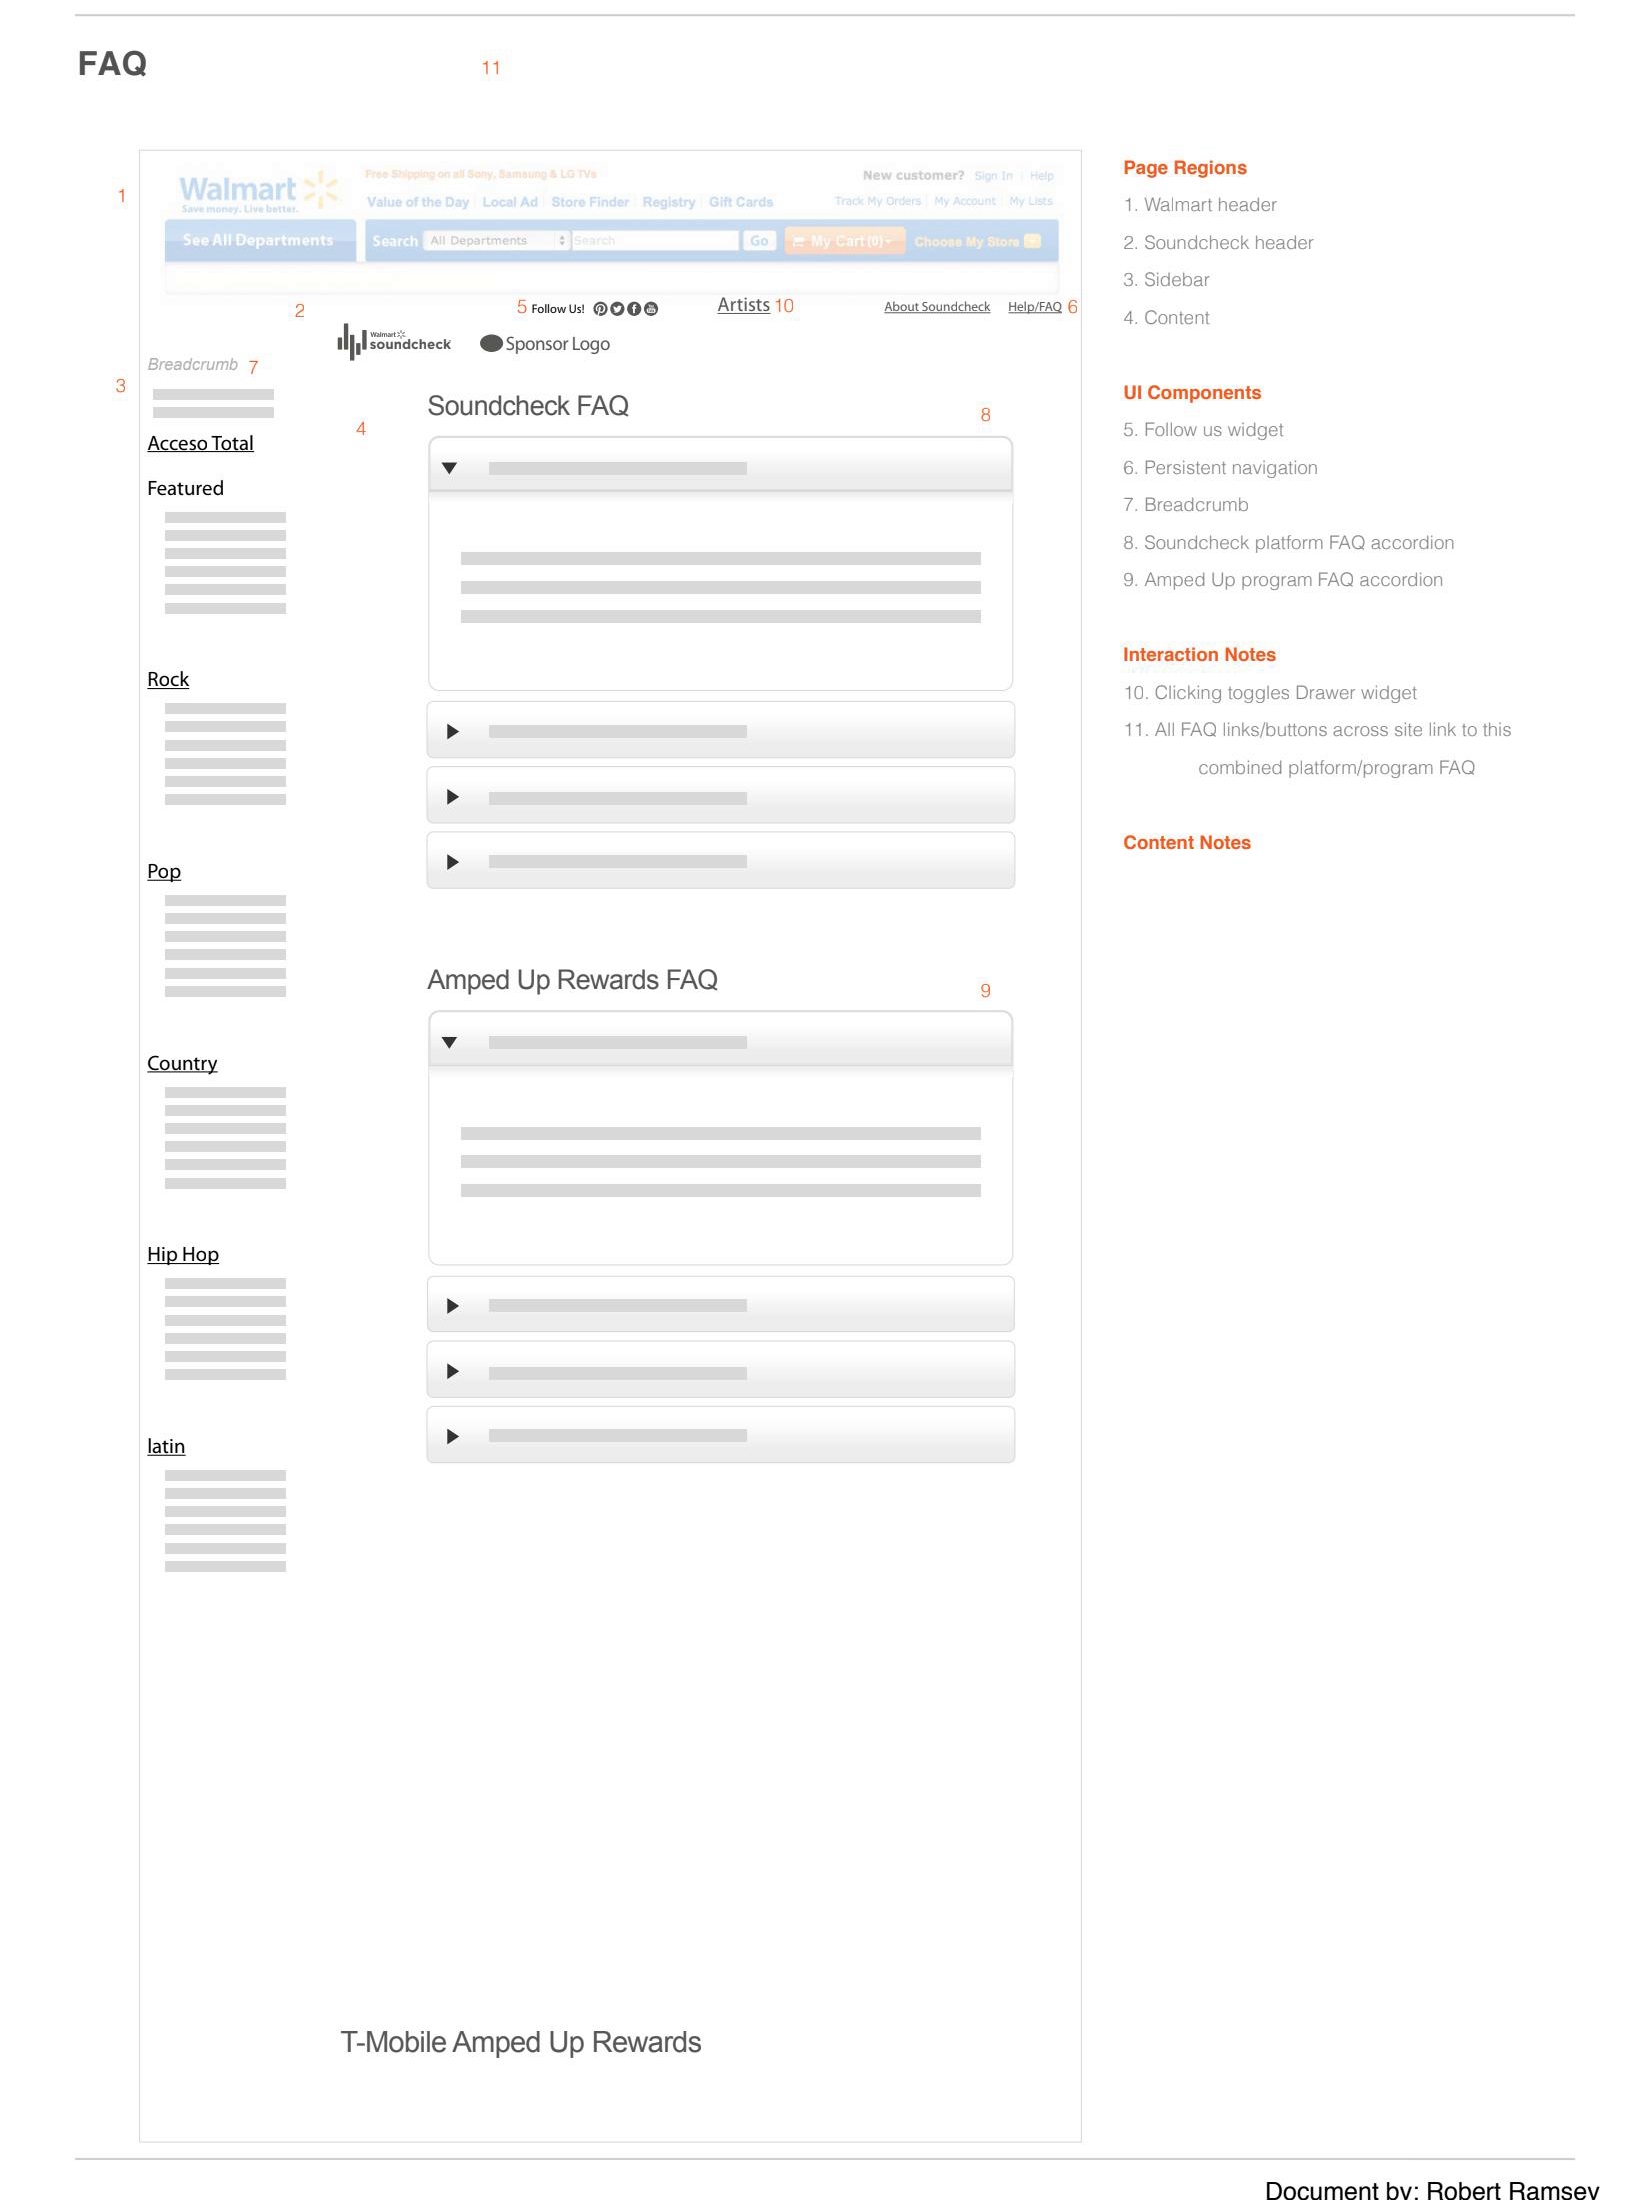 FAQ
11
1
Walmart
Save money. Live better.
Free Shipping on all Sony, Samsung & LG TVs
New customer? Sign In | Help
Value of the Day | Local Ad | Store Finder | Registry | Gift Cards
Track My Orders | My Account | My Lists
See All Departments
Search All Departments Search Go My Cart (0) Choose My Store
2
5 Follow Us!
Artists 10
About Soundcheck Help/FAQ 6
Walmart
soundcheck
Sponsor Logo
Breadcrumb 7
3
Acceso Total
Featured
Rock
Pop
Country
Hip Hop
latin
4
Soundcheck FAQ
8
Amped Up Rewards FAQ
9
T-Mobile Amped Up Rewards
Page Regions
1. Walmart header
2. Soundcheck header
3. Sidebar
4. Content
UI Components
5. Follow us widget
6. Persistent navigation
7. Breadcrumb
8. Soundcheck platform FAQ accordion
9. Amped Up program FAQ accordion
Interaction Notes
10. Clicking toggles Drawer widget
11. All FAQ links/buttons across site link to this
combined platform/program FAQ
Content Notes
Document by: Robert Ramsey